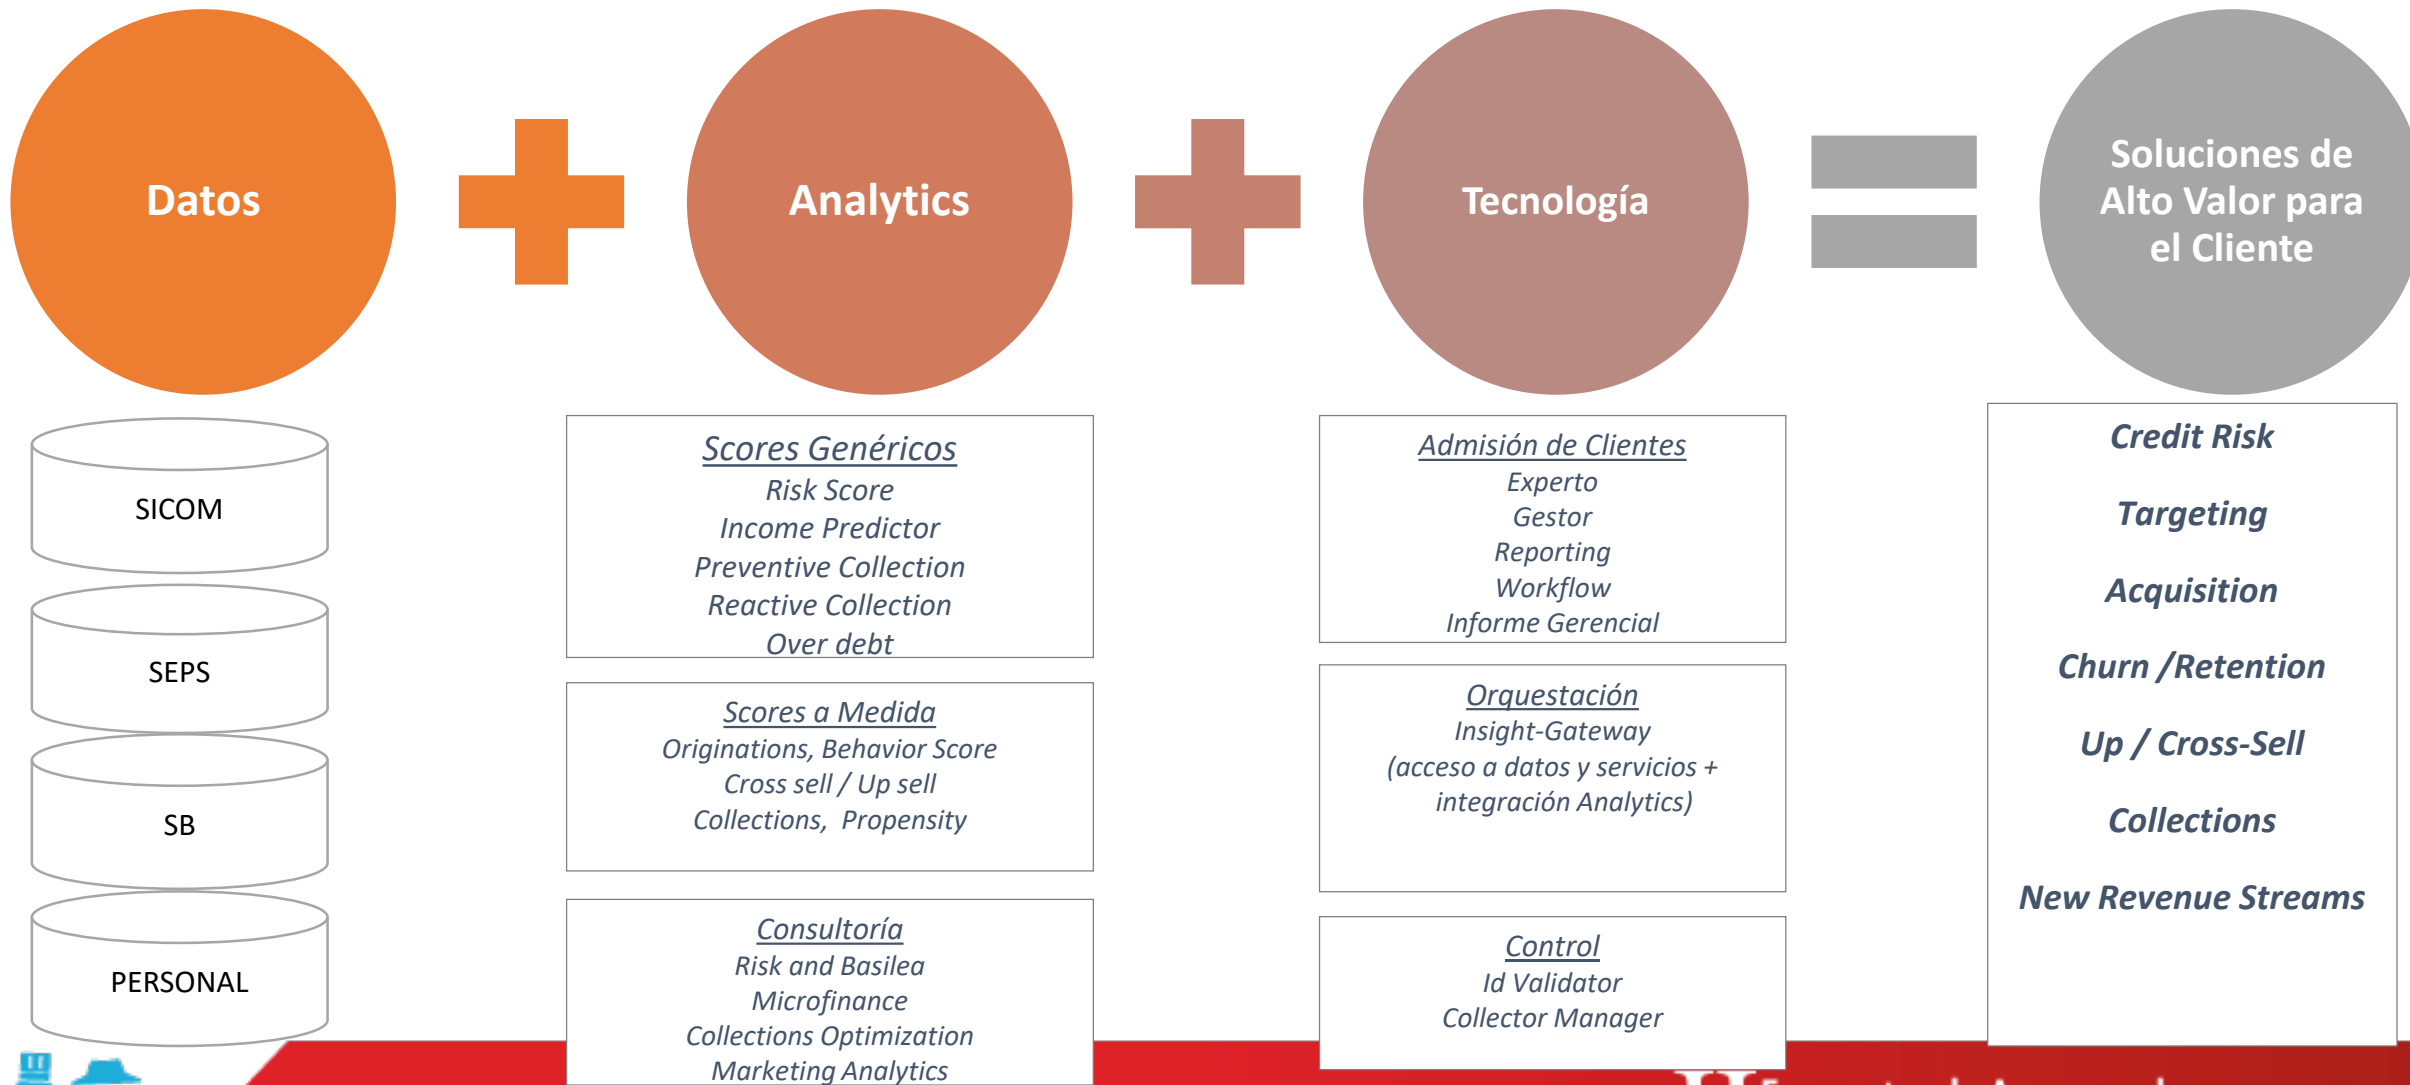 Datos
Analytics
Tecnología
Soluciones de
Alto Valor para
el Cliente
SICOM
SEPS
SB
PERSONAL
Scores Genéricos
Risk Score
Income Predictor
Preventive Collection
Reactive Collection
Over debt
Scores a Medida
Originations, Behavior Score
Cross sell / Up sell
Collections, Propensity
Consultoría
Risk and Basilea
Microfinance
Collections Optimization
Marketing Analytics
Admisión de Clientes
Experto
Gestor
Reporting
Workflow
Informe Gerencial
Orquestación
Insight-Gateway
(acceso a datos y servicios +
integración Analytics)
Control
Id Validator
Collector Manager
Credit Risk
Targeting
Acquisition
Churn /Retention
Up / Cross-Sell
Collections
New Revenue Streams